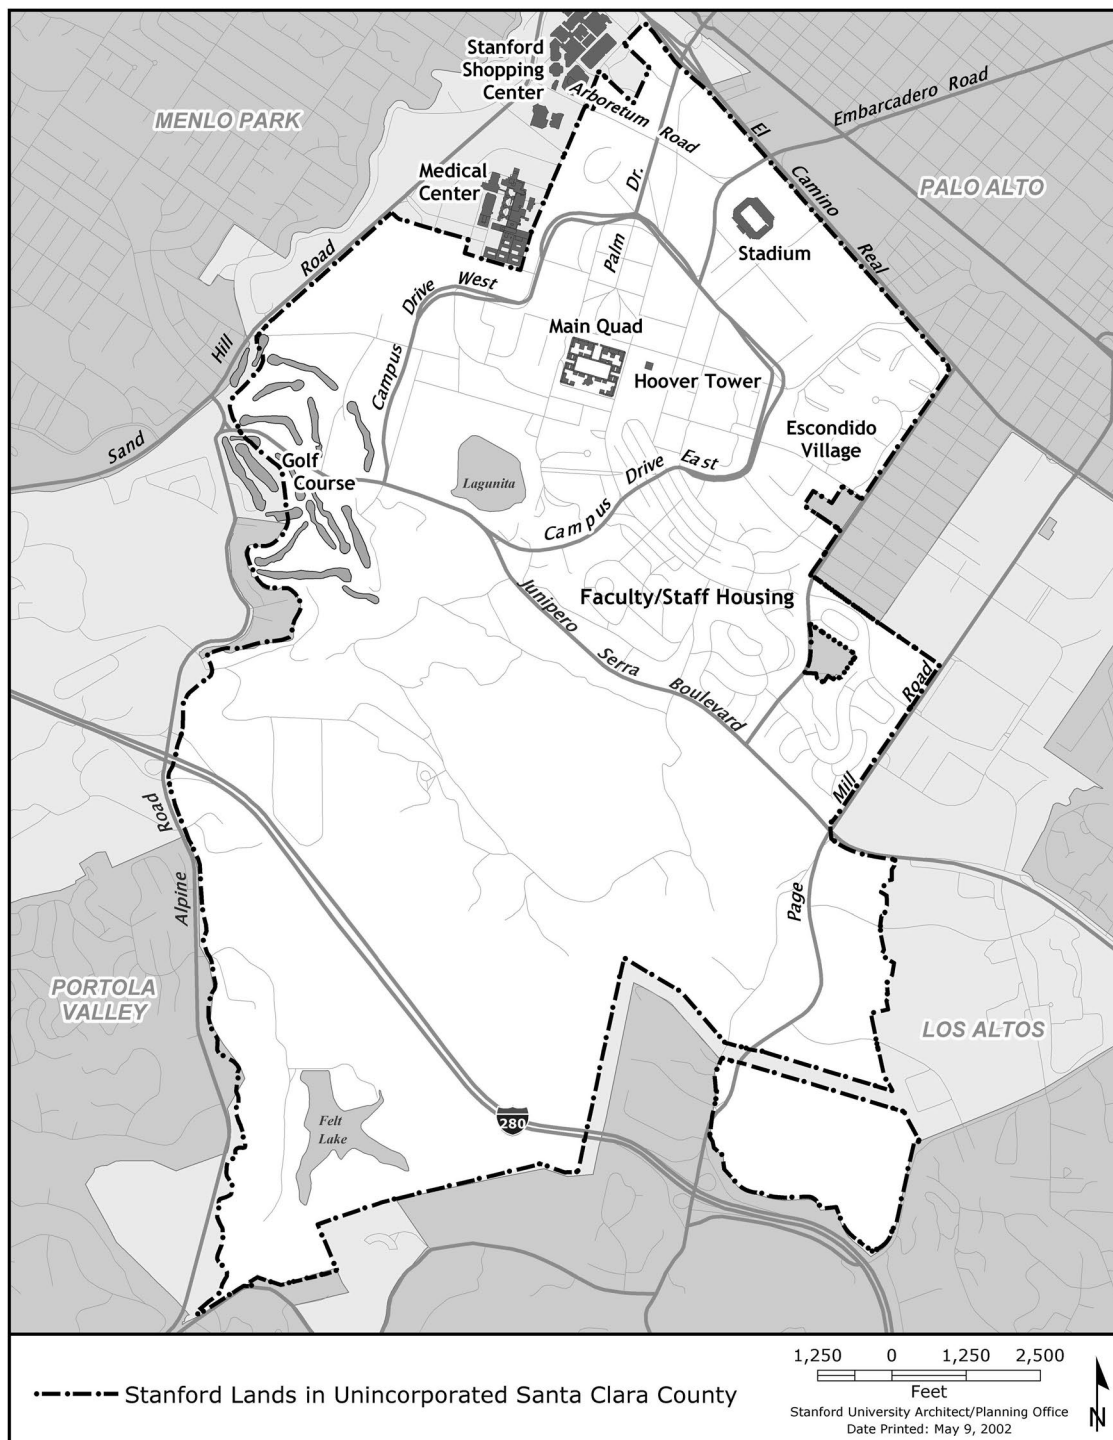 Stanford
Shopping
Center
Arboretum Road
El Camino Real
Embarcadero Road
MENLO PARK
PALO ALTO
Medical
Center
Palm Dr.
Stadium
Sand Hill Road
Campus Drive West
Main Quad
Hoover Tower
Escondido
Village
Golf
Course
Lagunita
Campus Drive East
Junipero Serra Boulevard
Faculty/Staff Housing
Page Mill Road
Alpine Road
PORTOLA
VALLEY
LOS ALTOS
Felt
Lake
280
Stanford Lands in Unincorporated Santa Clara County
1,250 0 1,250 2,500
Feet
Stanford University Architect/Planning Office
Date Printed: May 9, 2002
N